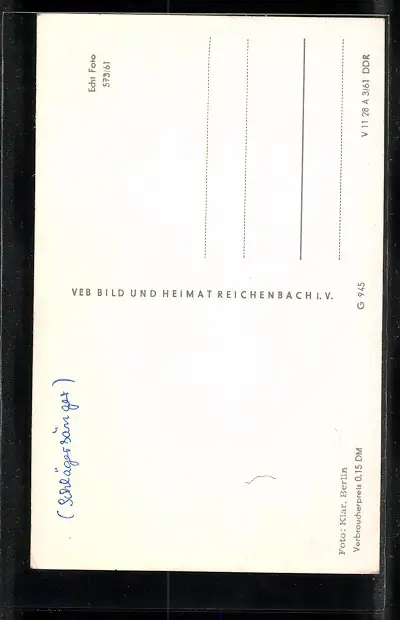 (Schlägersänger)
Foto: Klar, Berlin
Verbraucherpreis 0,15 DM
VEB BILD UND HEIMAT REICHENBACH I. V.
G 945
Echt Foto
573/61
V 11 28 A 3/61 DDR